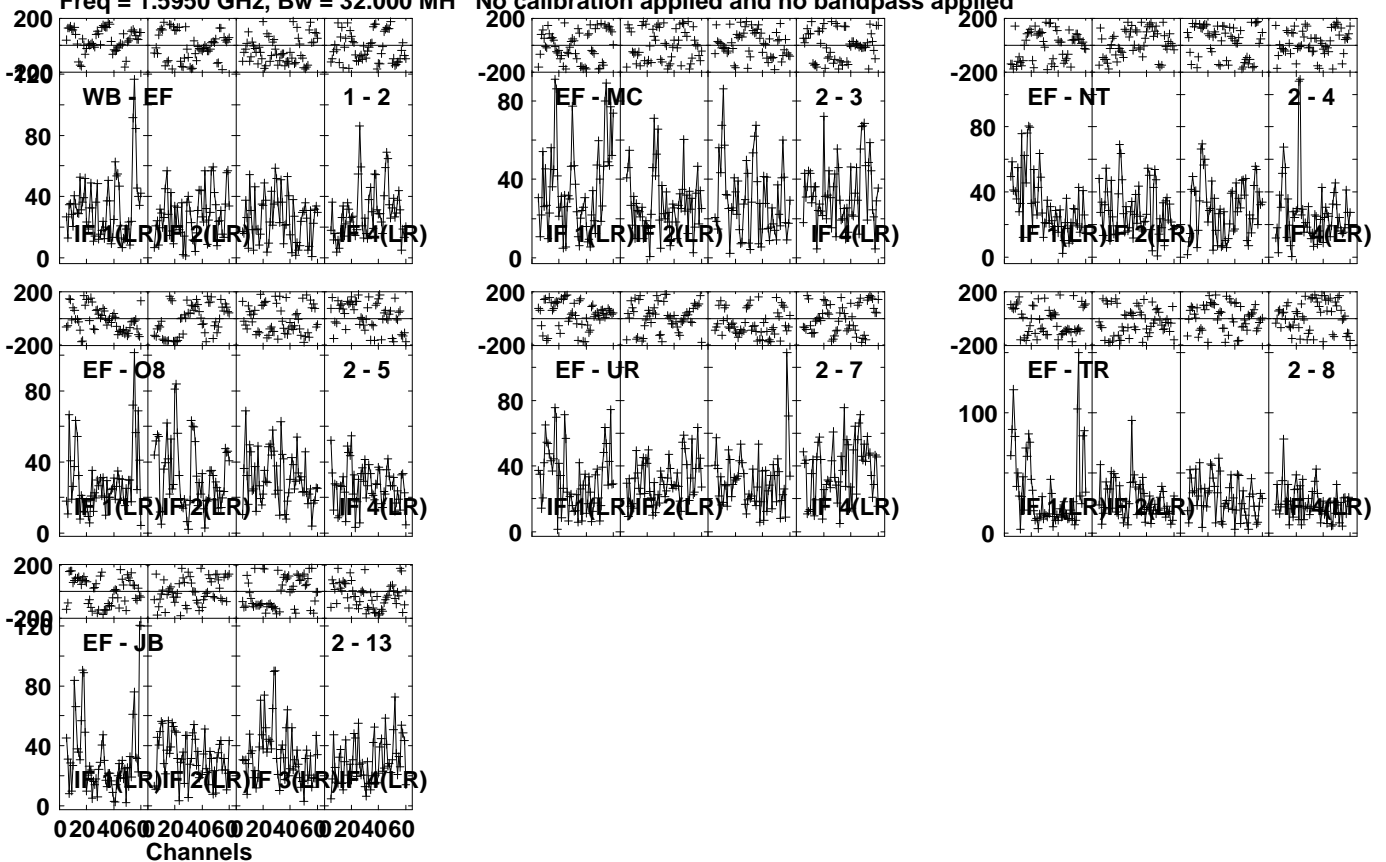 Freq = 1.5950 GHz, Bw = 32.000 MH No calibration applied and no bandpass applied
200
-200
120
WB - EF 1 - 2
80
40
IF 1(LR) IF 2(LR) IF 4(LR)
0
200
-200
EF - MC 2 - 3
80
40
IF 1(LR) IF 2(LR) IF 4(LR)
0
200
-200
EF - NT 2 - 4
80
40
IF 1(LR) IF 2(LR) IF 4(LR)
0
200
-200
EF - O8 2 - 5
80
40
IF 1(LR) IF 2(LR) IF 4(LR)
0
200
-200
EF - UR 2 - 7
80
40
IF 1(LR) IF 2(LR) IF 4(LR)
0
200
-200
EF - TR 2 - 8
100
IF 1(LR) IF 2(LR) IF 4(LR)
0
200
-200
120
EF - JB 2 - 13
80
40
IF 1(LR) IF 2(LR) IF 3(LR) IF 4(LR)
0
0 20 40 60 0 20 40 60 0 20 40 60 0 20 40 60
Channels